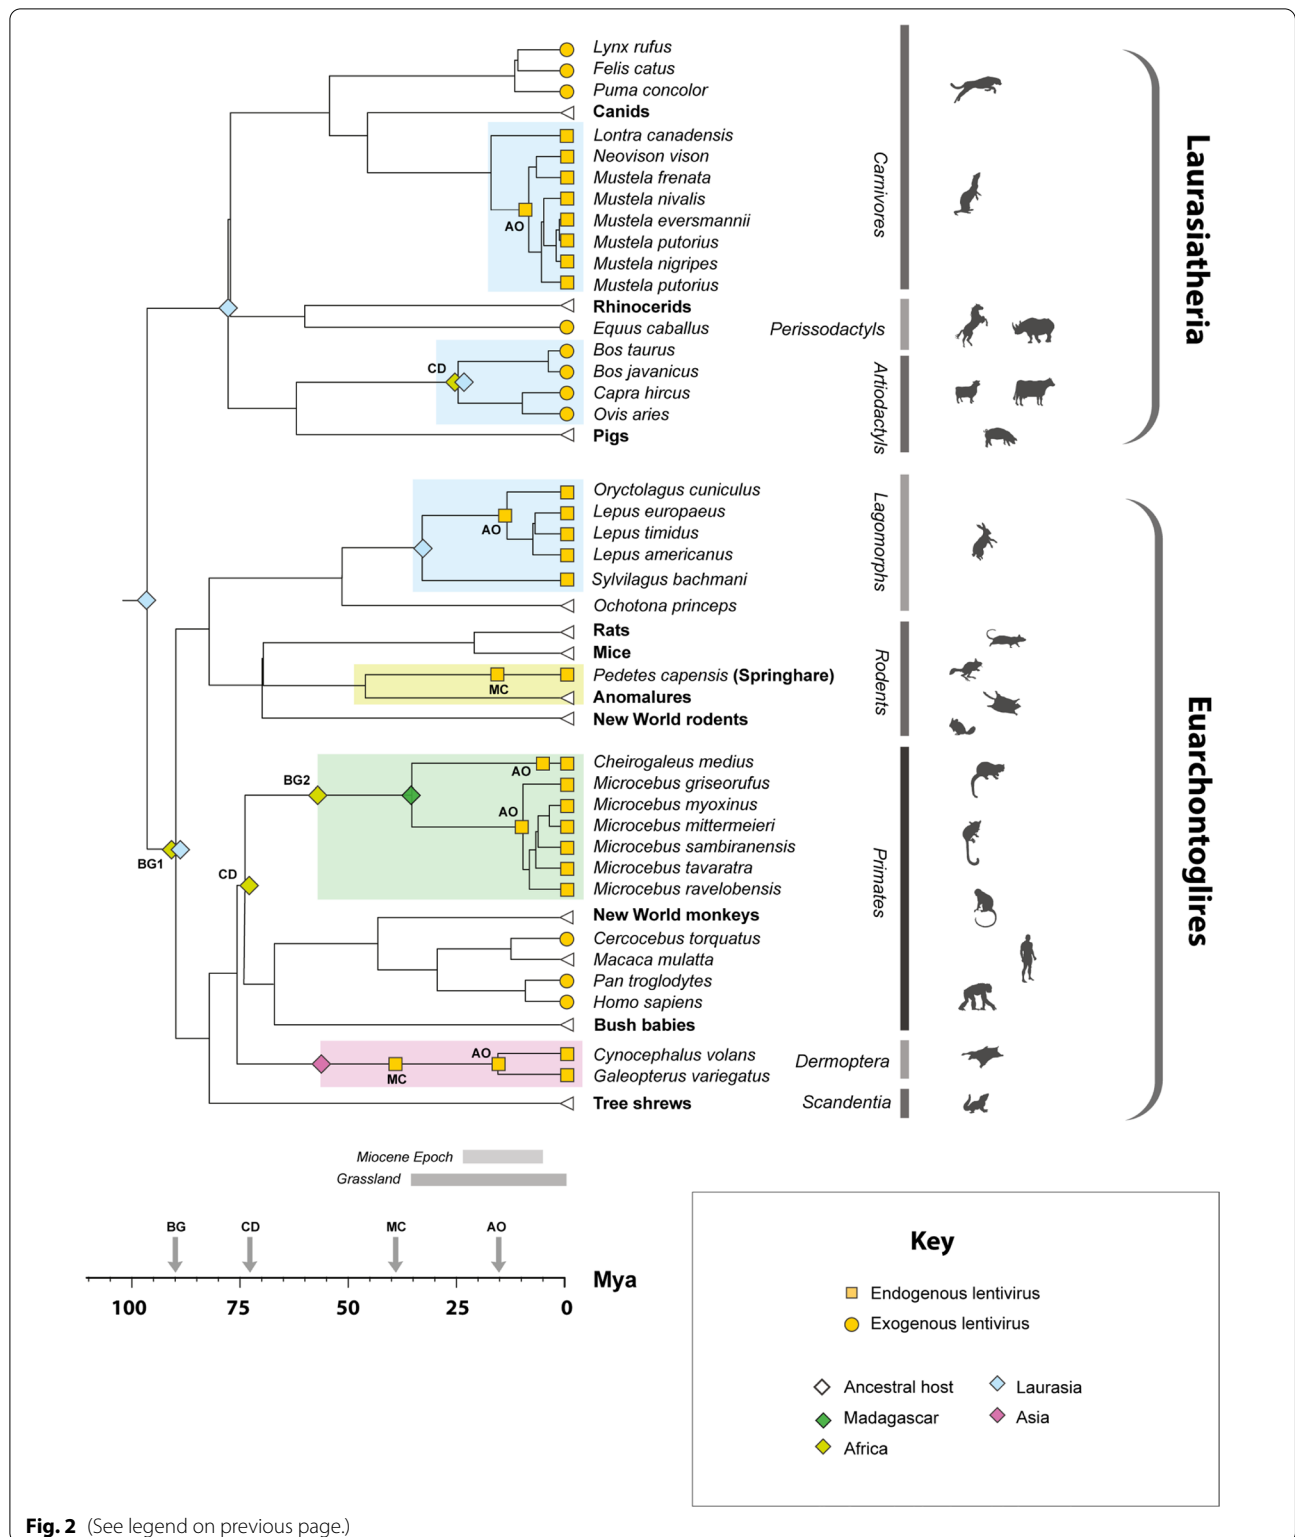 Lynx rufus
Felis catus
Puma concolor
Canids
Lontra canadensis
Neovison vison
Mustela frenata
Mustela nivalis
Mustela eversmannii
Mustela putorius
Mustela nigripes
Mustela putorius
AO
Carnivores
Rhinocerids
Equus caballus
Perissodactyls
Bos taurus
Bos javanicus
Capra hircus
Ovis aries
Pigs
CD
Artiodactyls
Laurasiatheria
Oryctolagus cuniculus
Lepus europaeus
Lepus timidus
Lepus americanus
Sylvilagus bachmani
Ochotona princeps
AO
Lagomorphs
Rats
Mice
Pedetes capensis (Springhare)
MC
Anomalures
New World rodents
Rodents
Cheirogaleus medius
Microcebus griseorufus
Microcebus myoxinus
Microcebus mittermeieri
Microcebus sambiranensis
Microcebus tavaratra
Microcebus ravelobensis
BG2
AO
AO
BG1
CD
New World monkeys
Cercocebus torquatus
Macaca mulatta
Pan troglodytes
Homo sapiens
Bush babies
Primates
Cynocephalus volans
Galeopterus variegatus
AO
MC
Dermoptera
Tree shrews
Scandentia
Euarchontoglires
Miocene Epoch
Grassland
BG CD MC AO
Mya
100 75 50 25 0
Key
Endogenous lentivirus
Exogenous lentivirus
Ancestral host
Laurasia
Madagascar
Asia
Africa
Fig. 2 (See legend on previous page.)